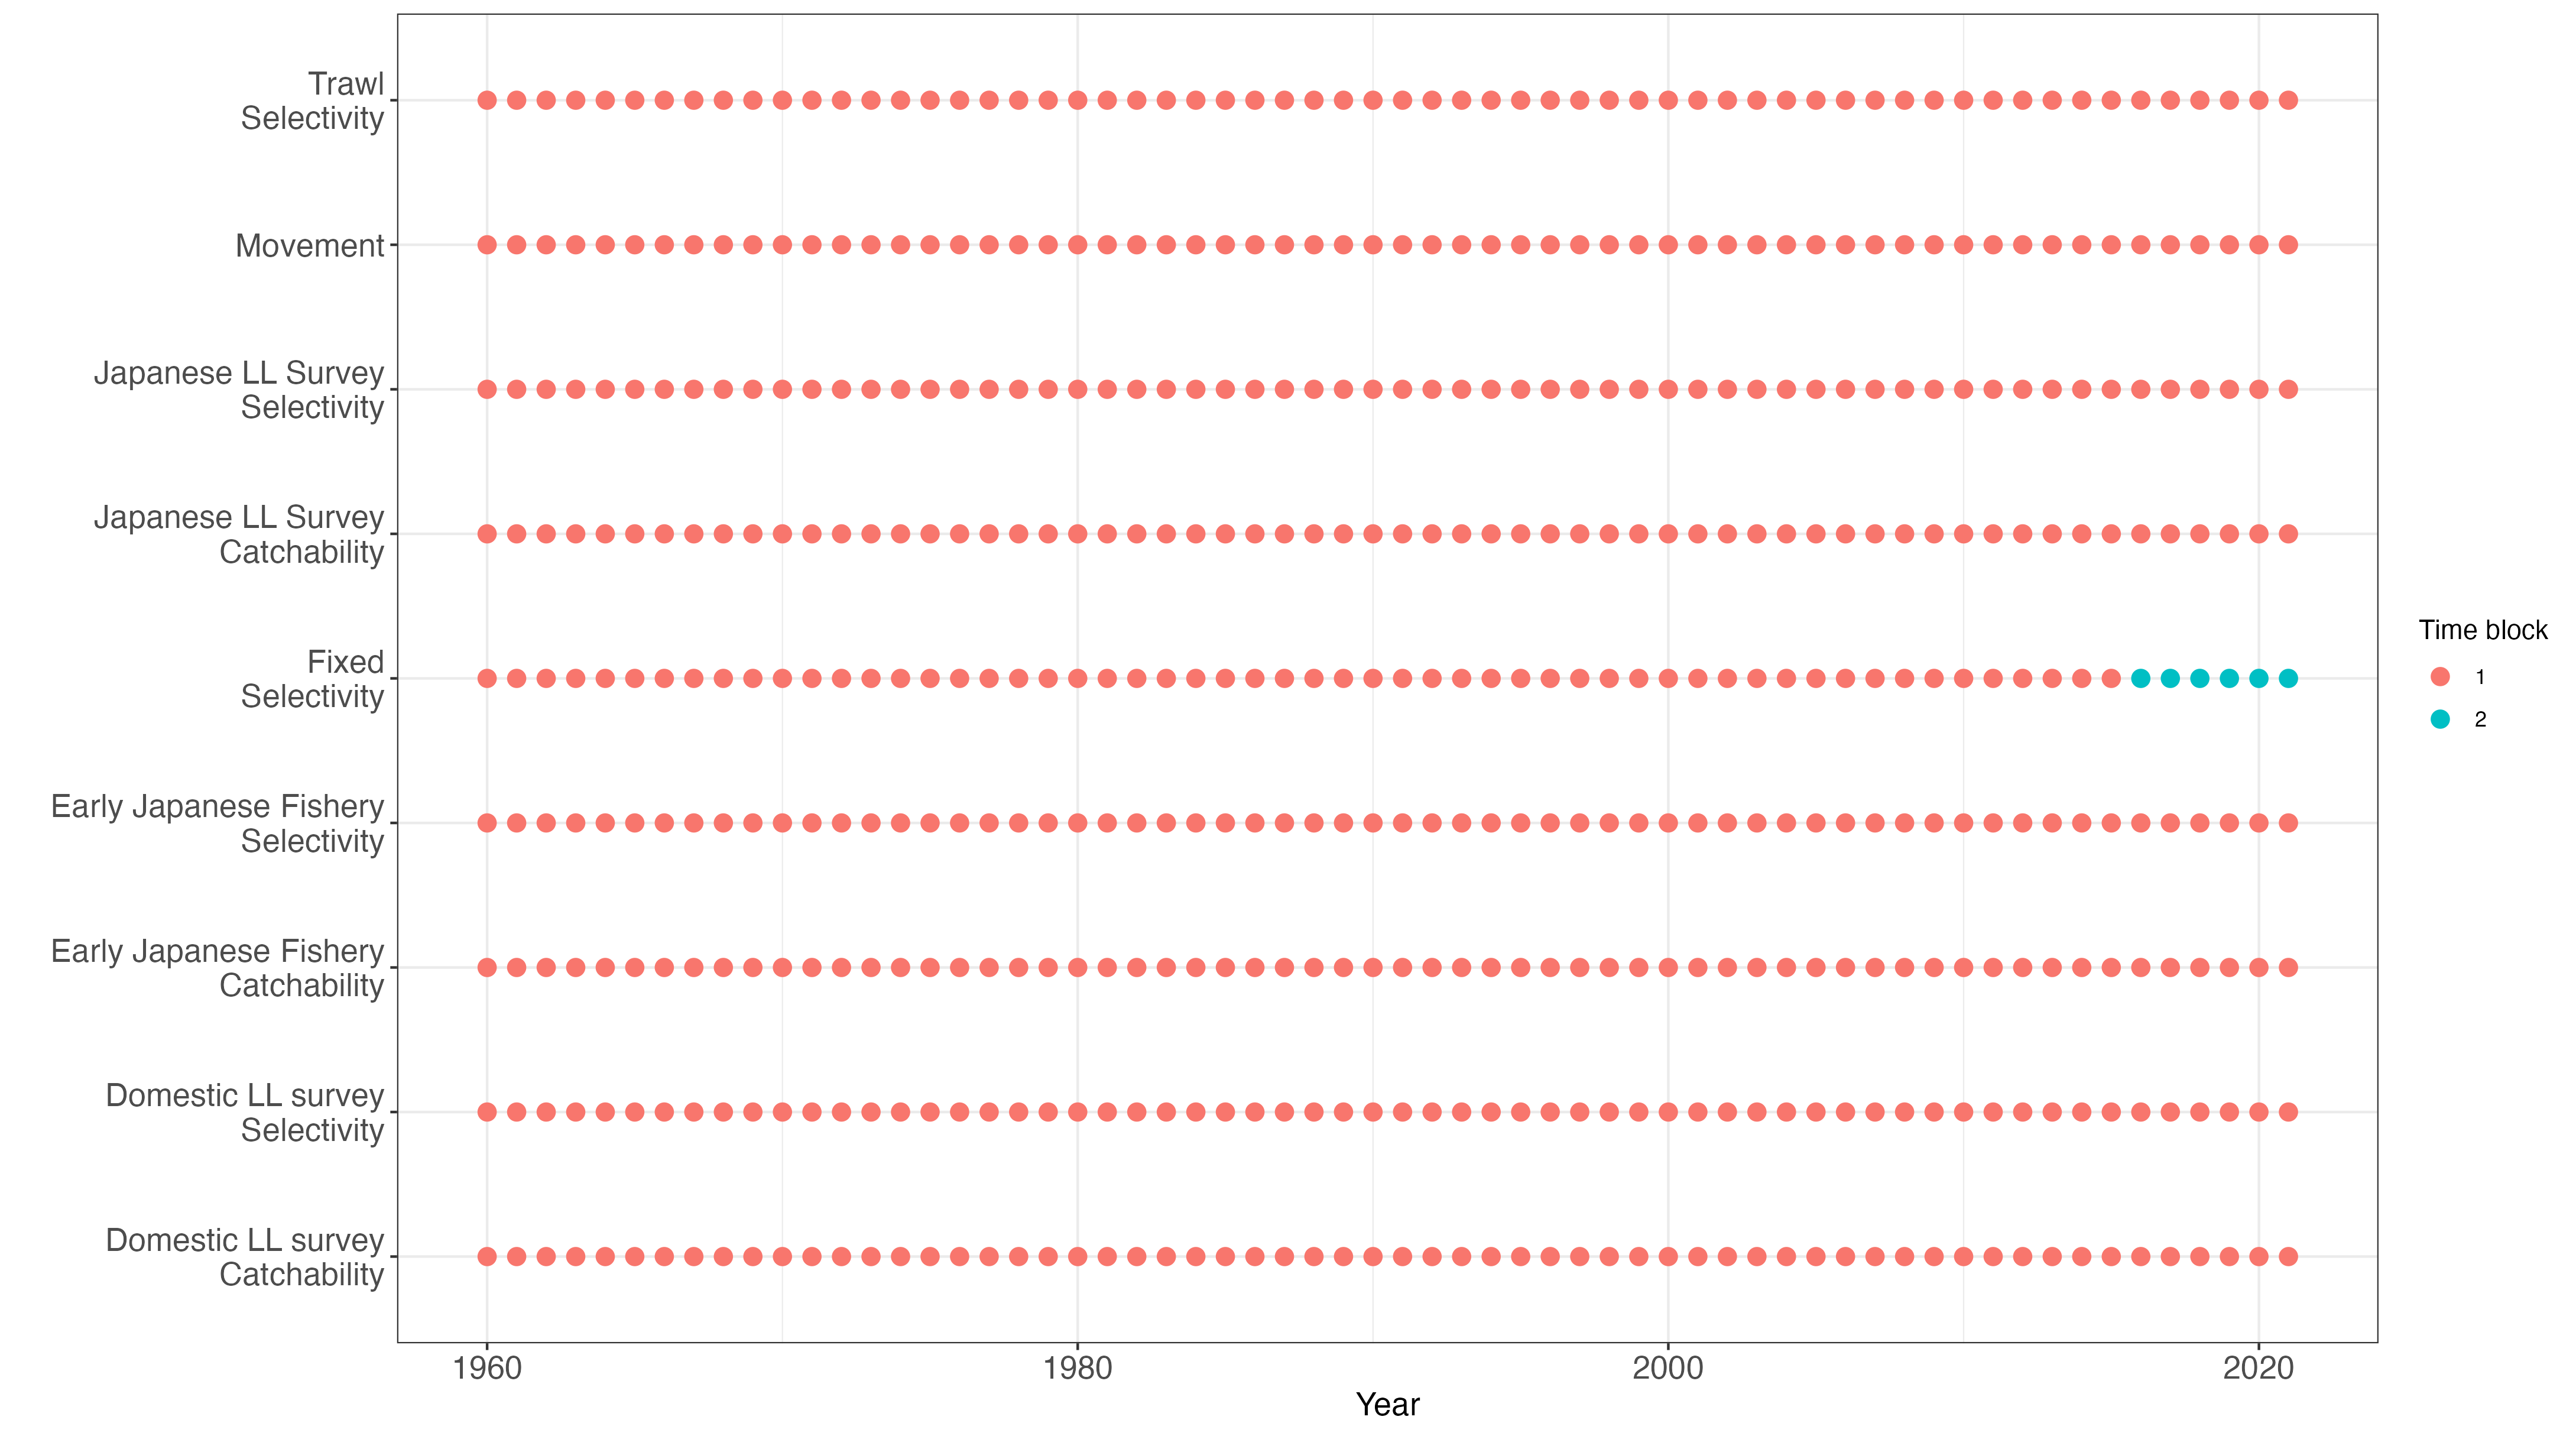 Trawl
Selectivity
Movement
Japanese LL Survey
Selectivity
Japanese LL Survey
Catchability
Fixed
Selectivity
Early Japanese Fishery
Selectivity
Early Japanese Fishery
Catchability
Domestic LL survey
Selectivity
Domestic LL survey
Catchability
1960
1980
2000
2020
Year
Time block
1
2